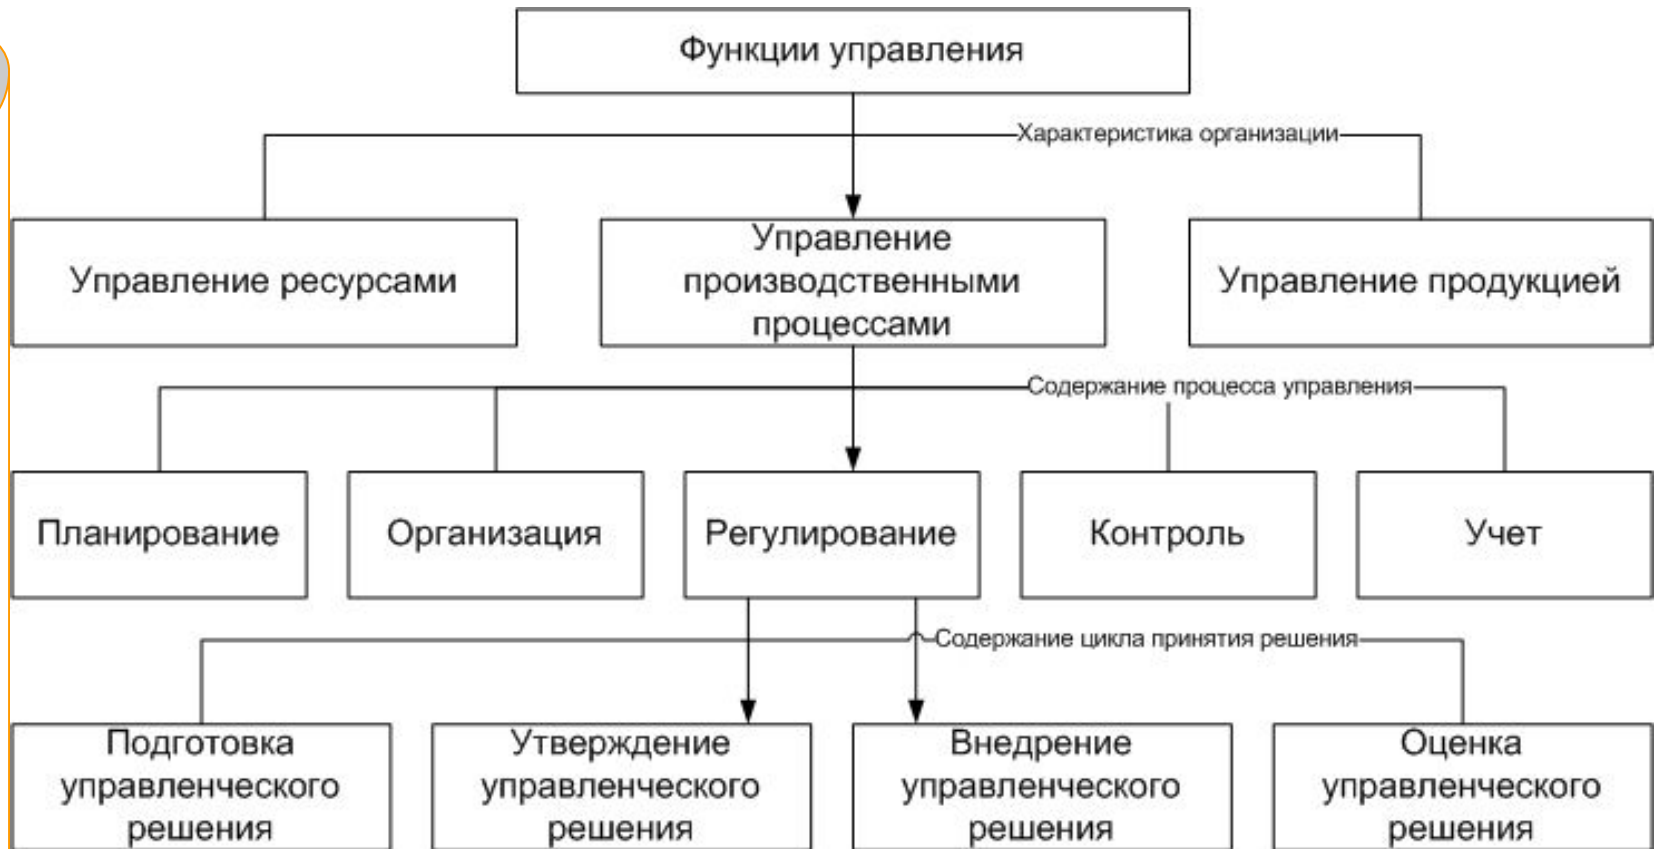 Функции управления
Характеристика организации
Управление ресурсами
Управление
производственными
процессами
Управление продукцией
Содержание процесса управления
Планирование
Организация
Регулирование
Контроль
Учет
Содержание цикла принятия решения
Подготовка
управленческого
решения
Утверждение
управленческого
решения
Внедрение
управленческого
решения
Оценка
управленческого
решения